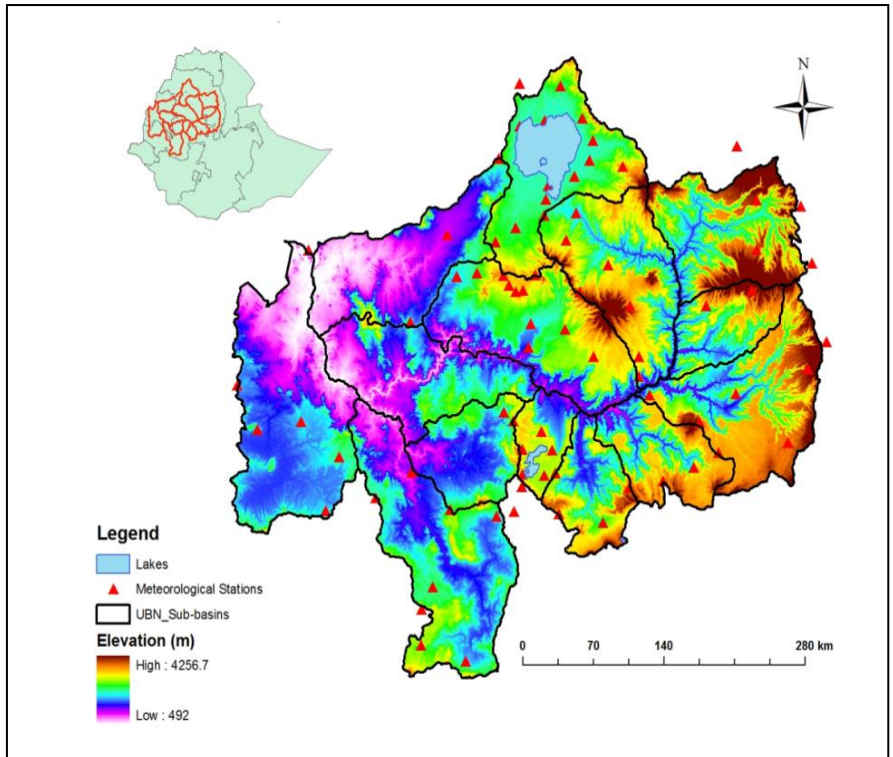 N
Legend
Lakes
Meteorological Stations
UBN_Sub-basins
Elevation (m)
High : 4256.7
Low : 492
0 70 140 280 km